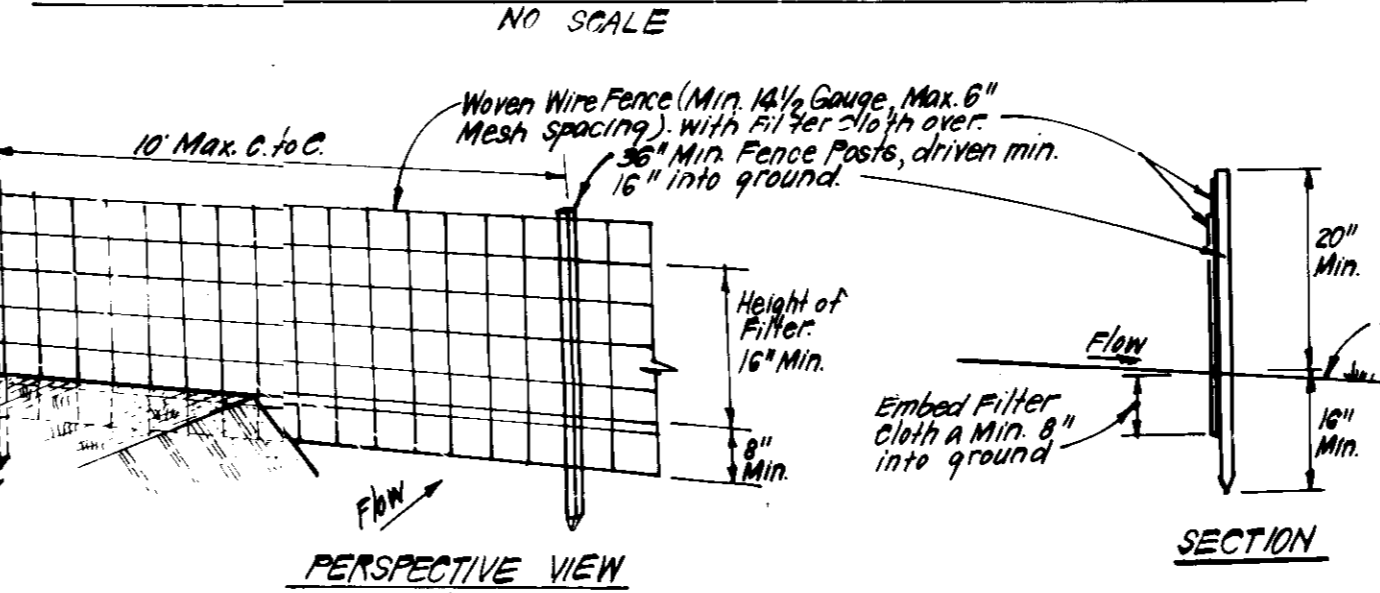 NO SCALE
Woven Wire Fence (Min. 14 1/2 Gauge, Max. 6"
Mesh spacing). with Filter Cloth over.
10' Max. C. to C.
36" Min. Fence Posts, driven min.
16" into ground.
Height of
Filter.
16" Min.
8"
Min.
Flow
PERSPECTIVE VIEW
20"
Min.
Flow
Embed Filter
Cloth a Min. 8"
into ground
16"
Min.
SECTION